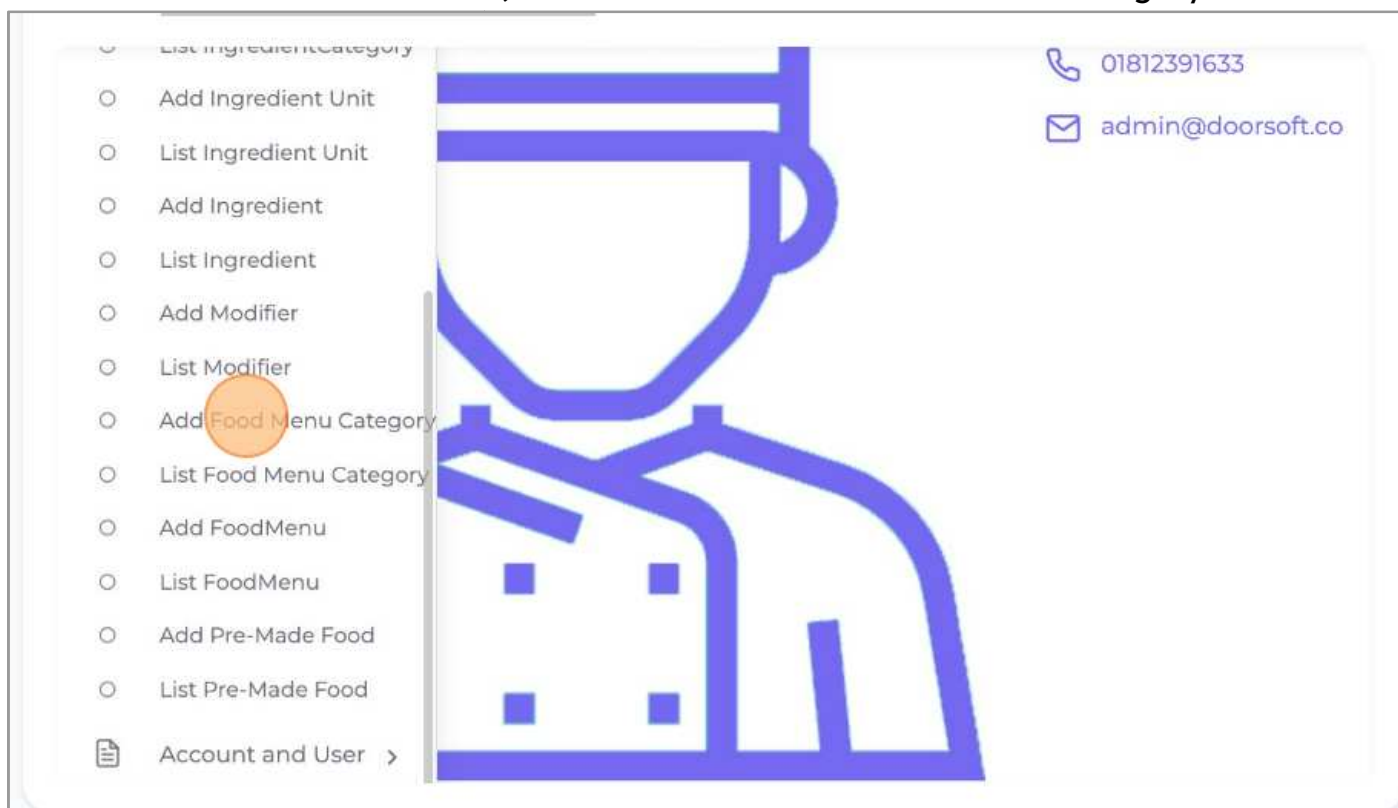 List IngredientCategory
Add Ingredient Unit
List Ingredient Unit
Add Ingredient
List Ingredient
Add Modifier
List Modifier
Add Food Menu Category
List Food Menu Category
Add FoodMenu
List FoodMenu
Add Pre-Made Food
List Pre-Made Food
Account and User
01812391633
admin@doorsoft.co